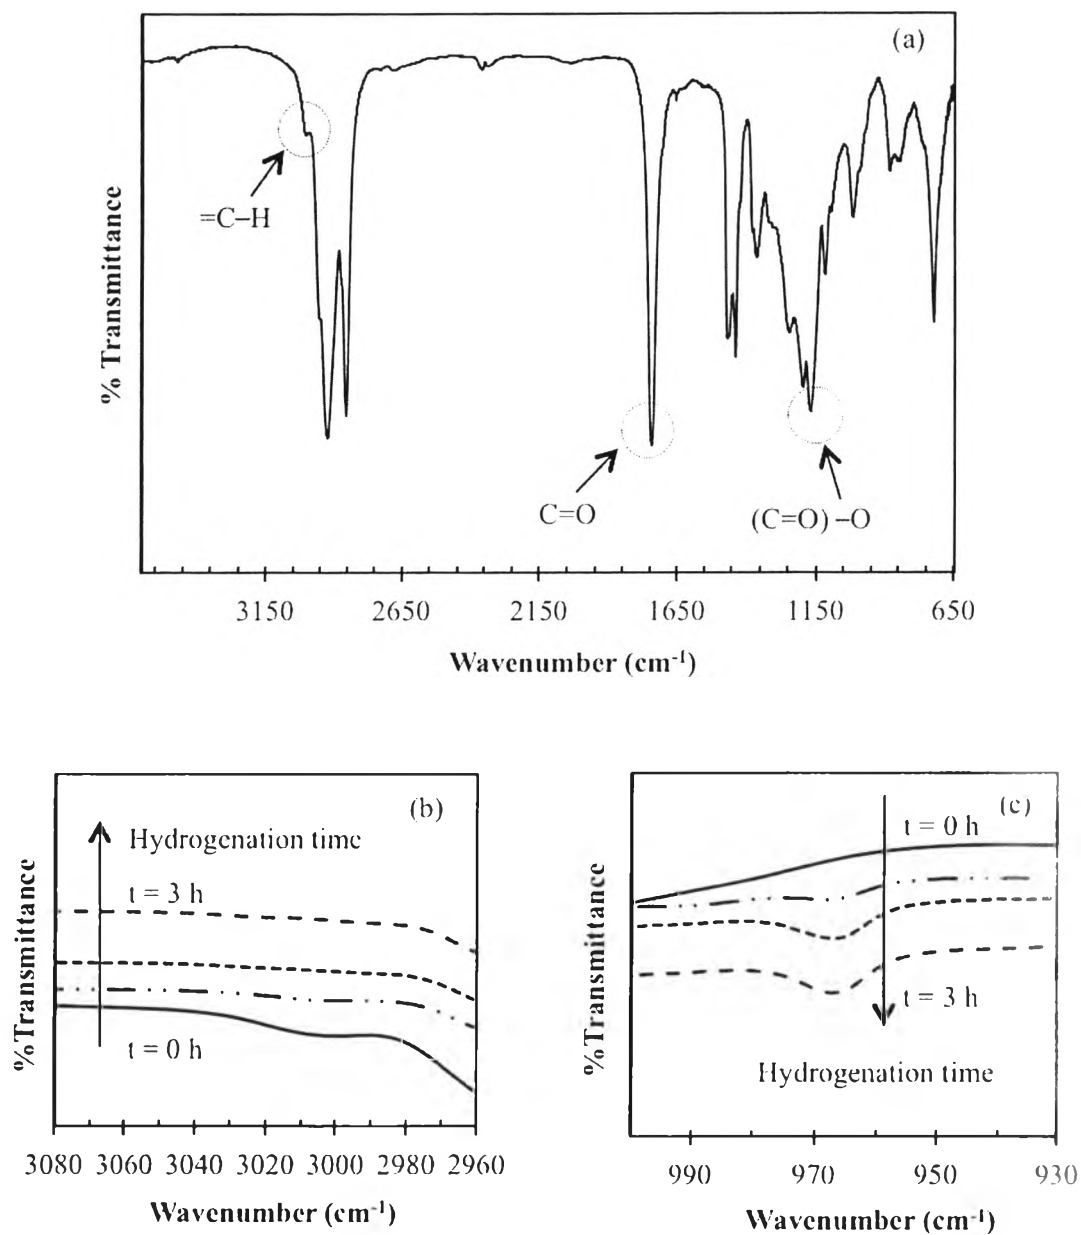 (a)
% Transmittance
=C–H
C=O
(C=O) –O
3150 2650 2150 1650 1150 650
Wavenumber (cm⁻¹)
(b)
Hydrogenation time
t = 3 h
t = 0 h
%Transmittance
3080 3060 3040 3020 3000 2980 2960
Wavenumber (cm⁻¹)
(c)
t = 0 h
t = 3 h
Hydrogenation time
%Transmittance
990 970 950 930
Wavenumber (cm⁻¹)